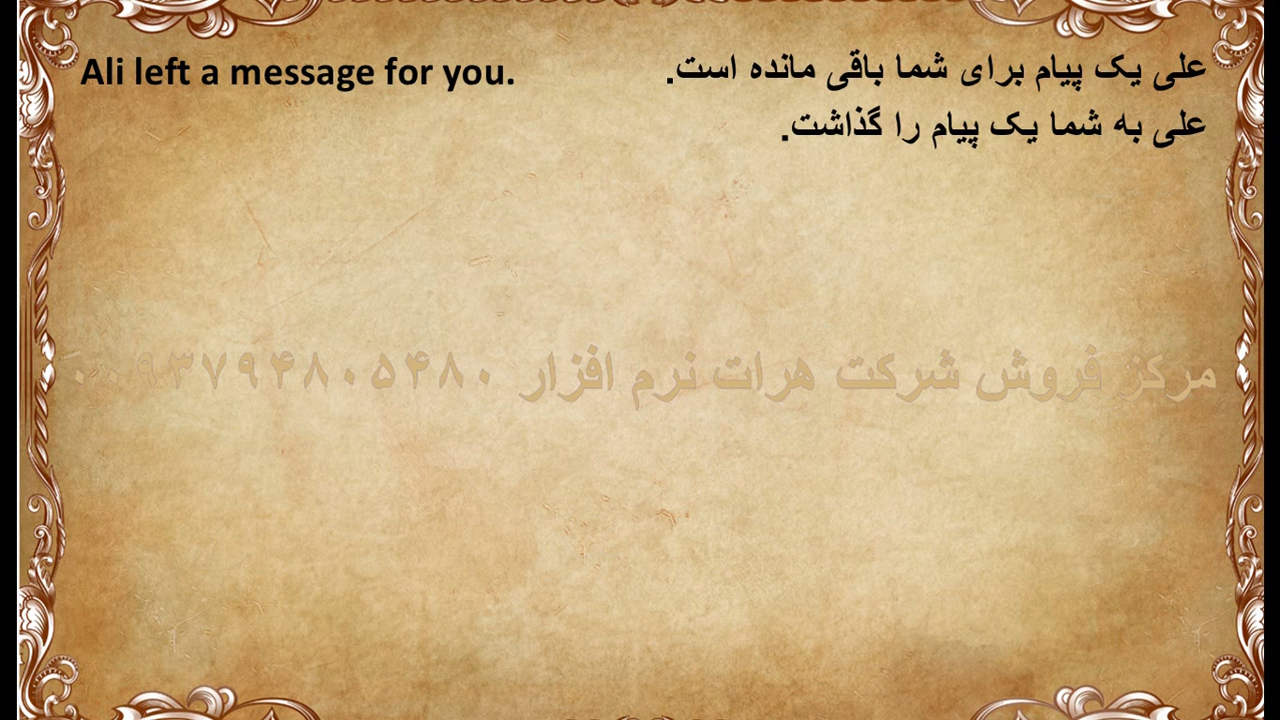 Ali left a message for you.
علی یک پیام برای شما باقی مانده است.
علی به شما یک پیام را گذاشت.
مرکز فروش شرکت هرات نرم افزار ۰۰۹۳۷۹۴۸۰۵۴۸۰